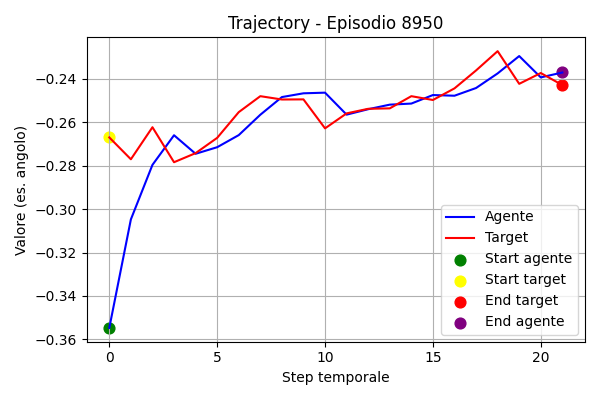 Trajectory - Episodio 8950
Valore (es. angolo)
−0.24
−0.26
−0.28
−0.30
−0.32
−0.34
−0.36
0
5
10
15
20
Step temporale
Agente
Target
Start agente
Start target
End target
End agente